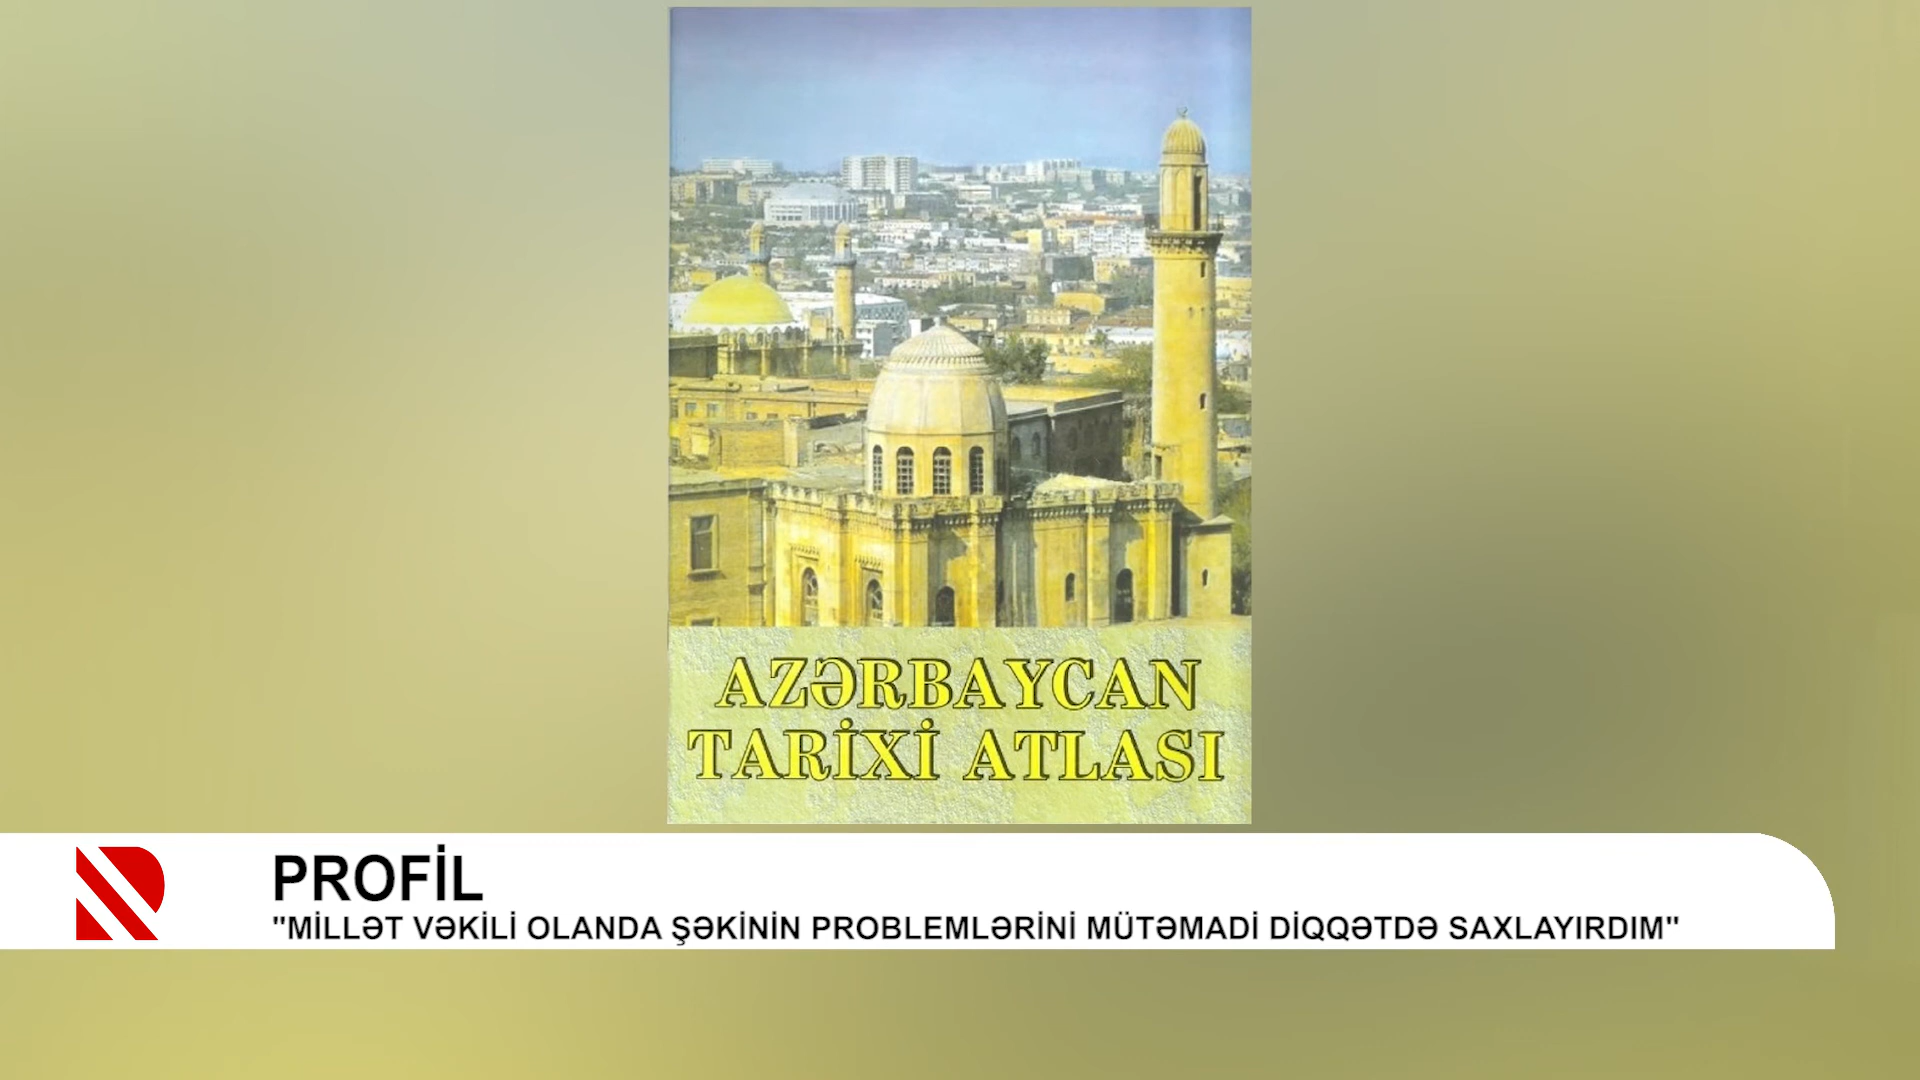 AZƏRBAYCAN
TARİXİ ATLASI
PROFİL
"MİLLƏT VƏKİLİ OLANDA ŞƏKİNİN PROBLEMLƏRİNİ MÜTƏMADİ DİQQƏTDƏ SAXLAYIRDIM"